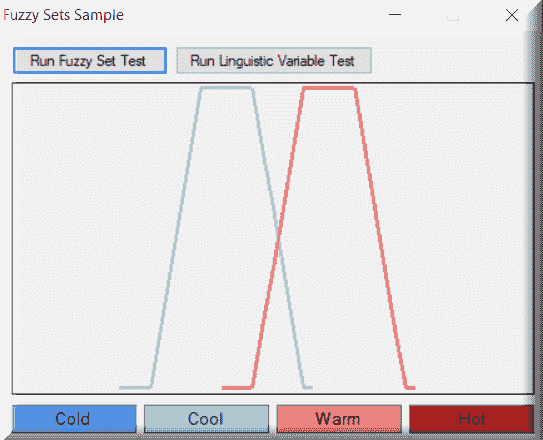 Fuzzy Sets Sample
Run Fuzzy Set Test Run Linguistic Variable Test
Cold Cool Warm Hot